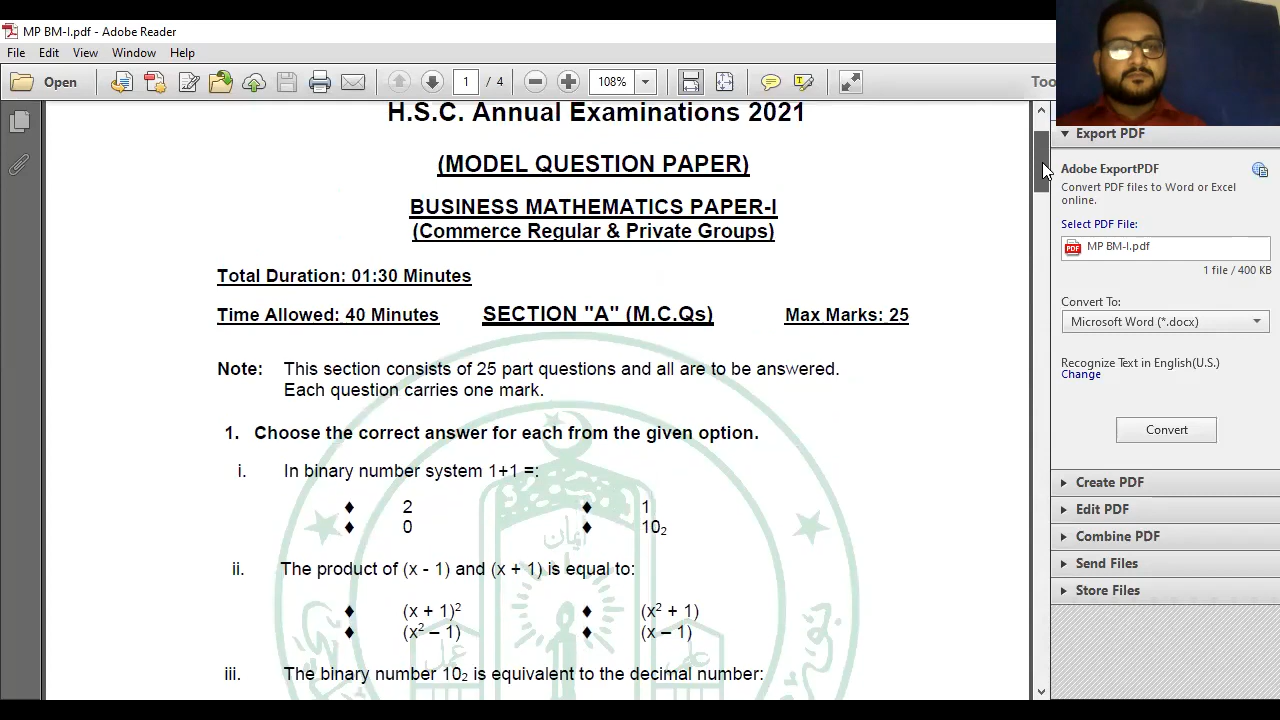 MP BM-I.pdf - Adobe Reader
File Edit View Window Help
Open 1 / 4 108% Too
H.S.C. Annual Examinations 2021
(MODEL QUESTION PAPER)
BUSINESS MATHEMATICS PAPER-I
(Commerce Regular & Private Groups)
Total Duration: 01:30 Minutes
Time Allowed: 40 Minutes SECTION "A" (M.C.Qs) Max Marks: 25
Note: This section consists of 25 part questions and all are to be answered.
Each question carries one mark.
1. Choose the correct answer for each from the given option.
i. In binary number system 1+1 =:
♦ 2 ♦ 1
♦ 0 ♦ 10₂
ii. The product of (x - 1) and (x + 1) is equal to:
♦ (x + 1)² ♦ (x² + 1)
♦ (x² – 1) ♦ (x – 1)
iii. The binary number 10₂ is equivalent to the decimal number:
ایمان
عمل
Export PDF
Adobe ExportPDF
Convert PDF files to Word or Excel
online.
Select PDF File:
MP BM-I.pdf
1 file / 400 KB
Convert To:
Microsoft Word (*.docx)
Recognize Text in English(U.S.)
Change
Convert
Create PDF
Edit PDF
Combine PDF
Send Files
Store Files